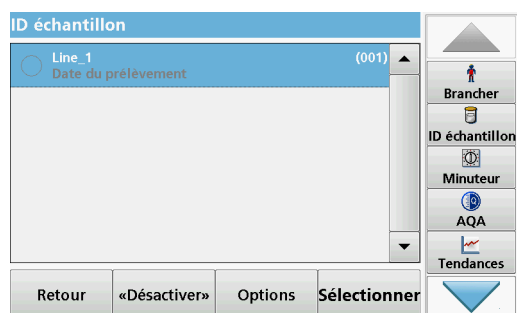 ID échantillon
Line_1 (001)
Date du prélèvement
Brancher
ID échantillon
Minuteur
AQA
Tendances
Retour «Désactiver» Options Sélectionner